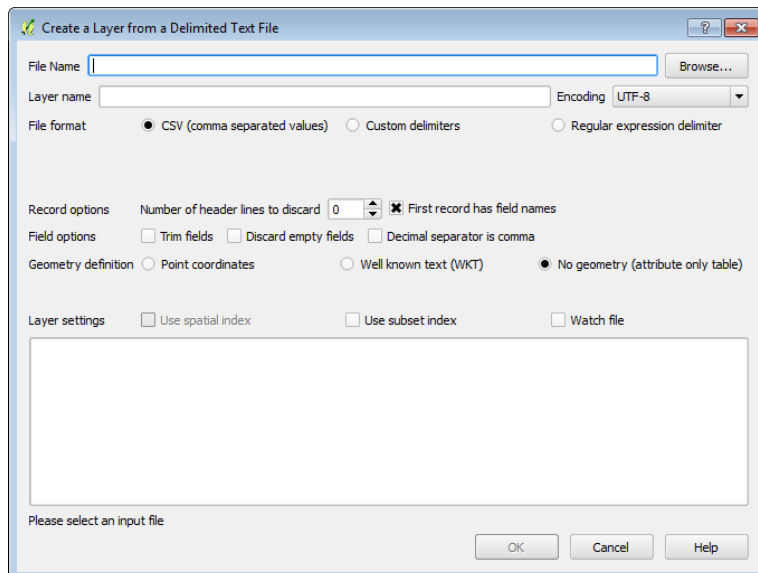 Create a Layer from a Delimited Text File
File Name Browse...
Layer name Encoding UTF-8
File format CSV (comma separated values) Custom delimiters Regular expression delimiter
Record options Number of header lines to discard 0 First record has field names
Field options Trim fields Discard empty fields Decimal separator is comma
Geometry definition Point coordinates Well known text (WKT) No geometry (attribute only table)
Layer settings Use spatial index Use subset index Watch file
Please select an input file
OK Cancel Help